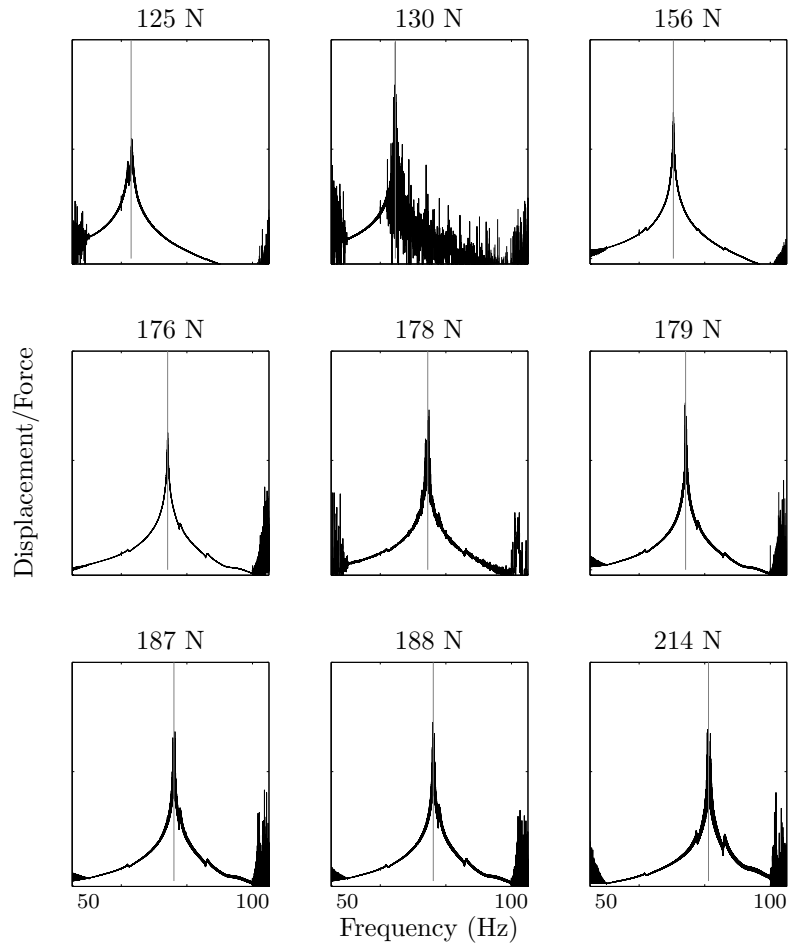 125 N
130 N
156 N
176 N
178 N
179 N
Displacement/Force
187 N
188 N
214 N
50
100
50
100
50
100
Frequency (Hz)